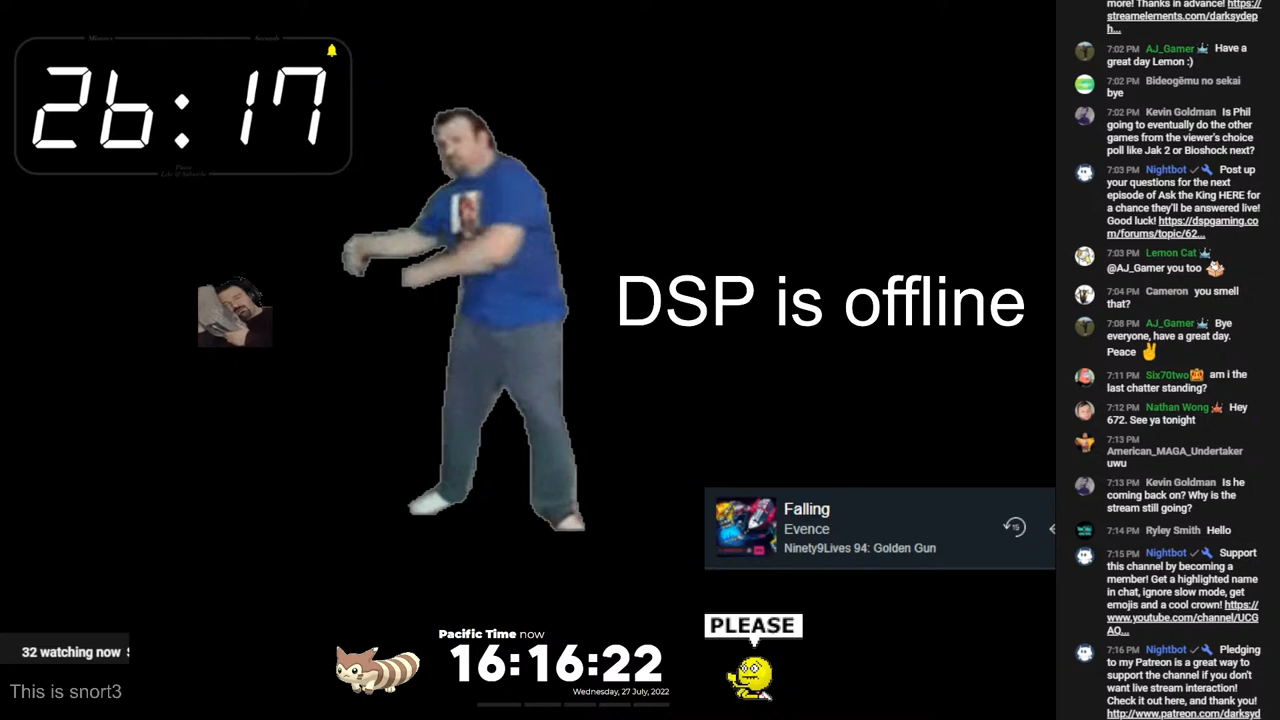 26:17
DSP is offline
Falling
Evence
Ninety9Lives 94: Golden Gun
15
PLEASE
Pacific Time now
16:16:22
Wednesday, 27 July, 2022
32 watching now
This is snort3
more! Thanks in advance! https://
streamelements.com/darksydep
h...
7:02 PM AJ_Gamer Have a
great day Lemon :)
7:02 PM Bideogēmu no sekai
bye
7:02 PM Kevin Goldman Is Phil
going to eventually do the other
games from the viewer's choice
poll like Jak 2 or Bioshock next?
7:03 PM Nightbot Post up
your questions for the next
episode of Ask the King HERE for
a chance they'll be answered live!
Good luck! https://dspgaming.co
m/forums/topic/62...
7:03 PM Lemon Cat
@AJ_Gamer you too
7:04 PM Cameron you smell
that?
7:08 PM AJ_Gamer Bye
everyone, have a great day.
Peace
7:11 PM Six70two am i the
last chatter standing?
7:12 PM Nathan Wong Hey
672. See ya tonight
7:13 PM
American_MAGA_Undertaker
uwu
7:13 PM Kevin Goldman Is he
coming back on? Why is the
stream still going?
7:14 PM Ryley Smith Hello
7:15 PM Nightbot Support
this channel by becoming a
member! Get a highlighted name
in chat, ignore slow mode, get
emojis and a cool crown! https://
www.youtube.com/channel/UCG
AO...
7:16 PM Nightbot Pledging
to my Patreon is a great way to
support the channel if you don't
want live stream interaction!
Check it out here, and thank you!
http://www.patreon.com/darksyd